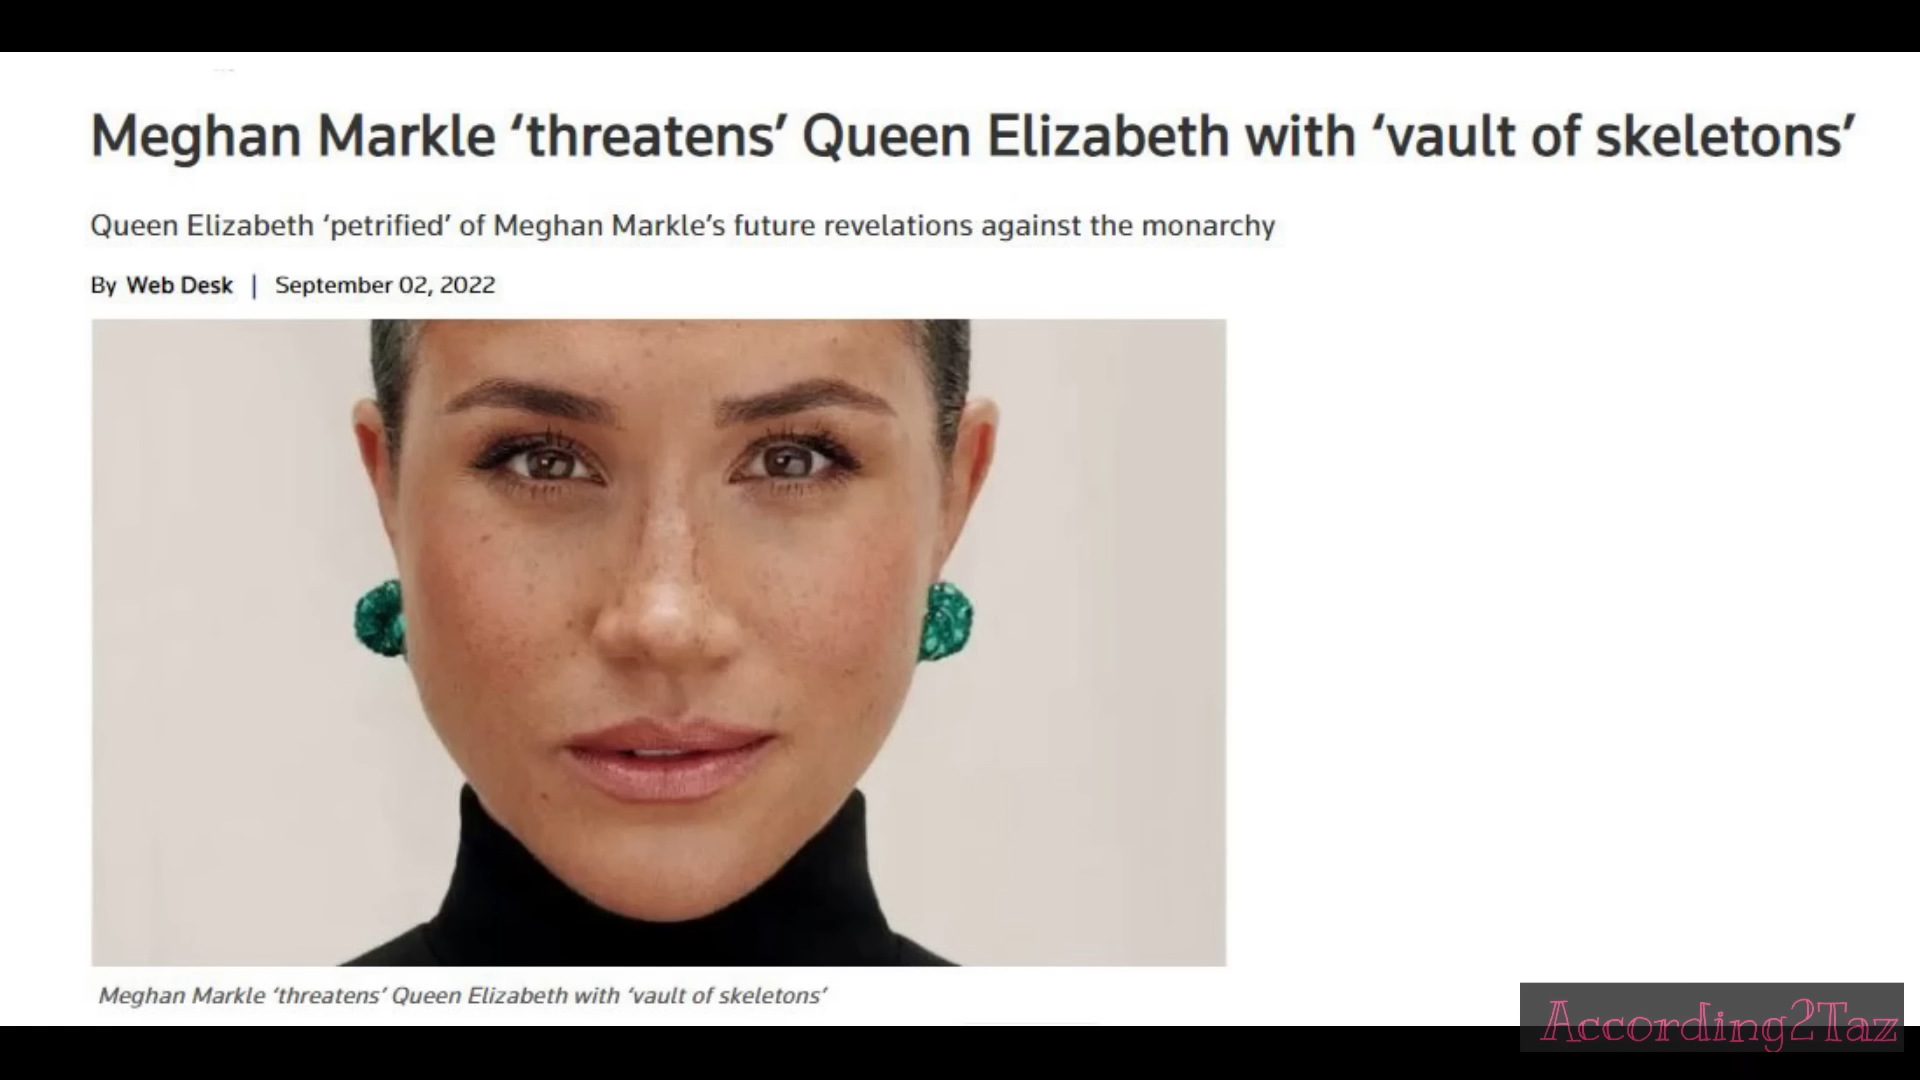 Meghan Markle ‘threatens’ Queen Elizabeth with ‘vault of skeletons’
Queen Elizabeth ‘petrified’ of Meghan Markle’s future revelations against the monarchy
By Web Desk | September 02, 2022
Meghan Markle ‘threatens’ Queen Elizabeth with ‘vault of skeletons’
According2Taz